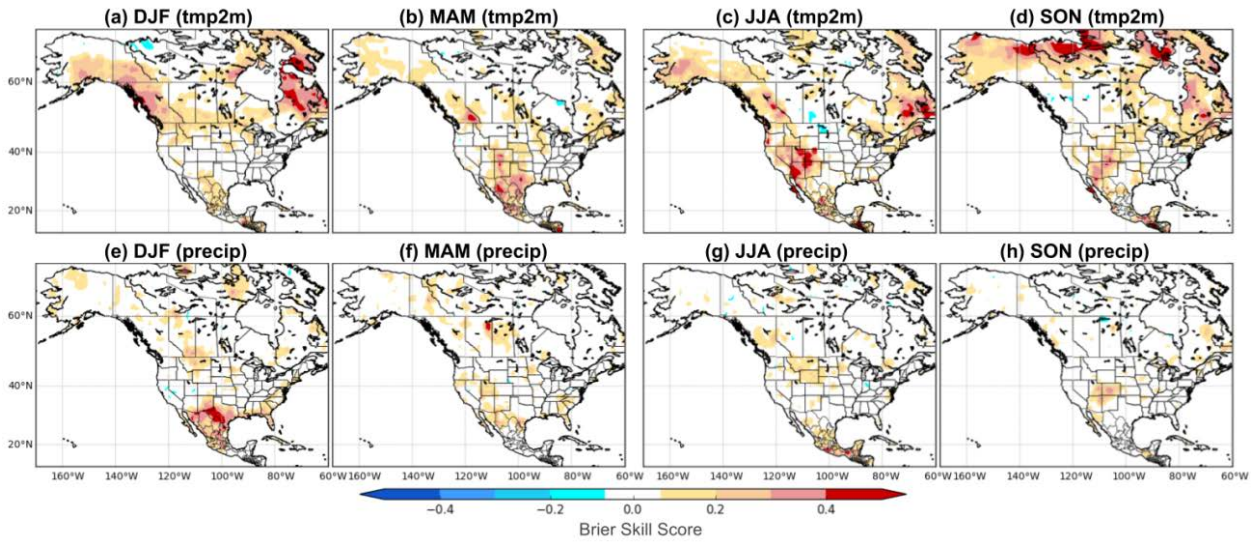 (a) DJF (tmp2m) (b) MAM (tmp2m) (c) JJA (tmp2m) (d) SON (tmp2m)
60°N
40°N
20°N
(e) DJF (precip) (f) MAM (precip) (g) JJA (precip) (h) SON (precip)
60°N
40°N
20°N
160°W 140°W 120°W 100°W 80°W 60°W 160°W 140°W 120°W 100°W 80°W 60°W 160°W 140°W 120°W 100°W 80°W 60°W 160°W 140°W 120°W 100°W 80°W 60°W
−0.4 −0.2 0.0 0.2 0.4
Brier Skill Score